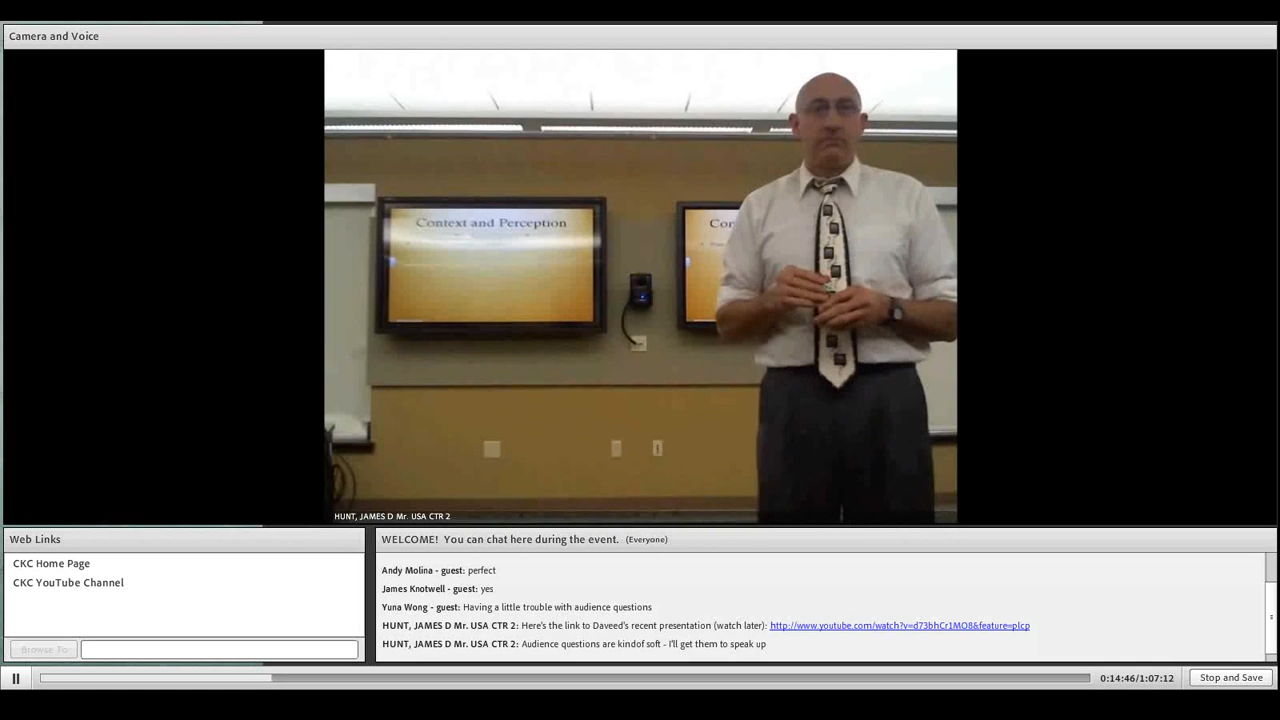 Camera and Voice
Context and Perception
HUNT, JAMES D Mr. USA CTR 2
Web Links
CKC Home Page
CKC YouTube Channel
Browse To
WELCOME!  You can chat here during the event.  (Everyone)
Andy Molina - guest: perfect
James Knotwell - guest: yes
Yuna Wong - guest: Having a little trouble with audience questions
HUNT, JAMES D Mr. USA CTR 2: Here's the link to Daveed's recent presentation (watch later): http://www.youtube.com/watch?v=d73bhCr1MO8&feature=plcp
HUNT, JAMES D Mr. USA CTR 2: Audience questions are kindof soft - I'll get them to speak up
0:14:46/1:07:12
Stop and Save